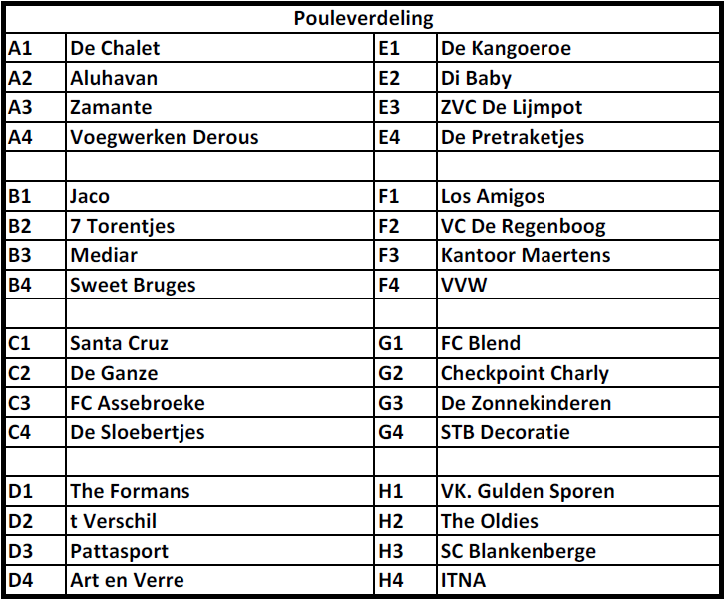 Pouleverdeling
A1 De Chalet E1 De Kangoeroe
A2 Aluhavan E2 Di Baby
A3 Zamante E3 ZVC De Lijmpot
A4 Voegwerken Derous E4 De Pretraketjes
B1 Jaco F1 Los Amigos
B2 7 Torentjes F2 VC De Regenboog
B3 Mediar F3 Kantoor Maertens
B4 Sweet Bruges F4 VVW
C1 Santa Cruz G1 FC Blend
C2 De Ganze G2 Checkpoint Charly
C3 FC Assebroeke G3 De Zonnekinderen
C4 De Sloebertjes G4 STB Decoratie
D1 The Formans H1 VK. Gulden Sporen
D2 t Verschil H2 The Oldies
D3 Pattasport H3 SC Blankenberge
D4 Art en Verre H4 ITNA